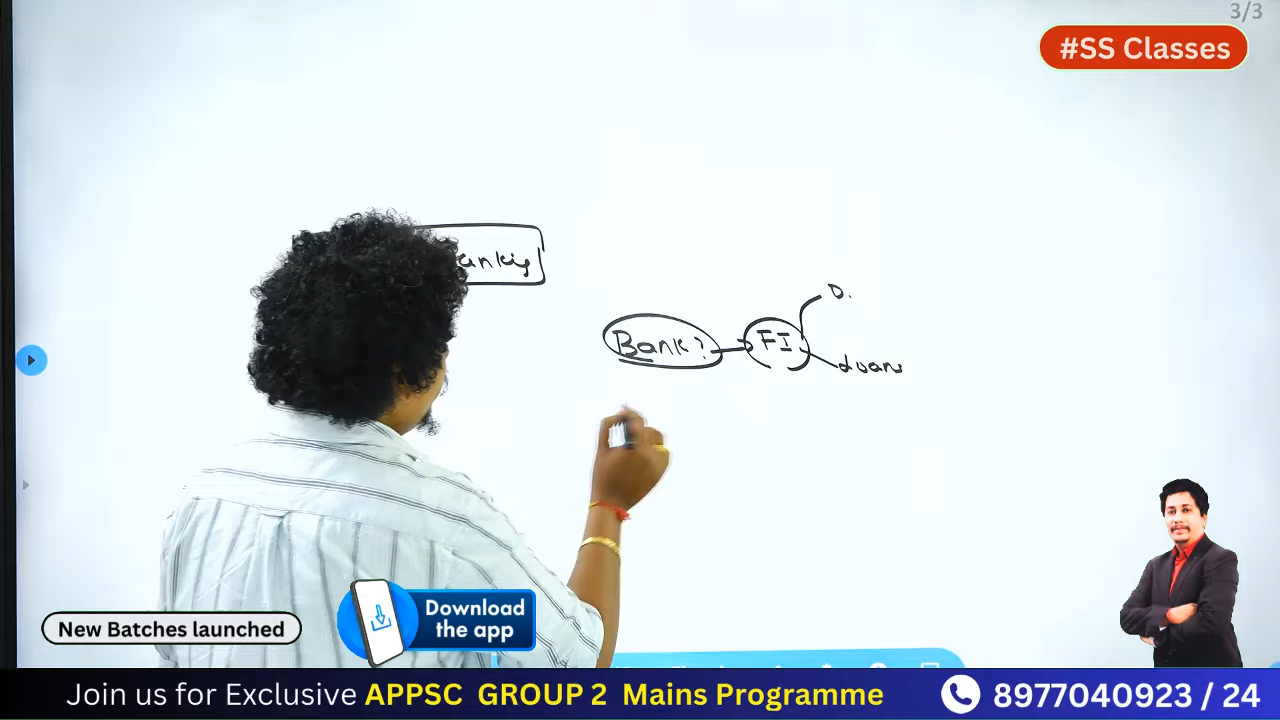 3/3
#SS Classes
anking
D.
Bank? FI
Loans
Download
the app
New Batches launched
Join us for Exclusive APPSC GROUP 2 Mains Programme 8977040923 / 24